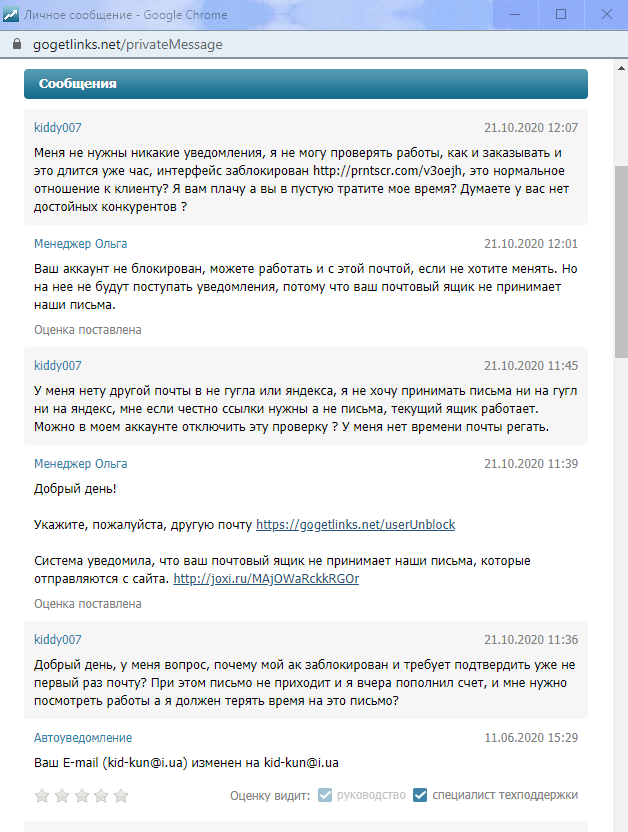 Личное сообщение - Google Chrome
gogetlinks.net/privateMessage
Сообщения
kiddy007 21.10.2020 12:07
Меня не нужны никакие уведомления, я не могу проверять работы, как и заказывать и
это длится уже час, интерфейс заблокирован http://prntscr.com/v3oejh, это нормальное
отношение к клиенту? Я вам плачу а вы в пустую тратите мое время? Думаете у вас нет
достойных конкурентов ?
Менеджер Ольга 21.10.2020 12:01
Ваш аккаунт не блокирован, можете работать и с этой почтой, если не хотите менять. Но
на нее не будут поступать уведомления, потому что ваш почтовый ящик не принимает
наши письма.
Оценка поставлена
kiddy007 21.10.2020 11:45
У меня нету другой почты в не гугла или яндекса, я не хочу принимать письма ни на гугл
ни на яндекс, мне если честно ссылки нужны а не письма, текущий ящик работает.
Можно в моем аккаунте отключить эту проверку ? У меня нет времени почты регать.
Менеджер Ольга 21.10.2020 11:39
Добрый день!
Укажите, пожалуйста, другую почту https://gogetlinks.net/userUnblock
Система уведомила, что ваш почтовый ящик не принимает наши письма, которые
отправляются с сайта. http://joxi.ru/MAjOWaRckkRGOr
Оценка поставлена
kiddy007 21.10.2020 11:36
Добрый день, у меня вопрос, почему мой ак заблокирован и требует подтвердить уже не
первый раз почту? При этом письмо не приходит и я вчера пополнил счет, и мне нужно
посмотреть работы а я должен терять время на это письмо?
Автоуведомление 11.06.2020 15:29
Ваш E-mail (kid-kun@i.ua) изменен на kid-kun@i.ua
Оценку видит: руководство специалист техподдержки